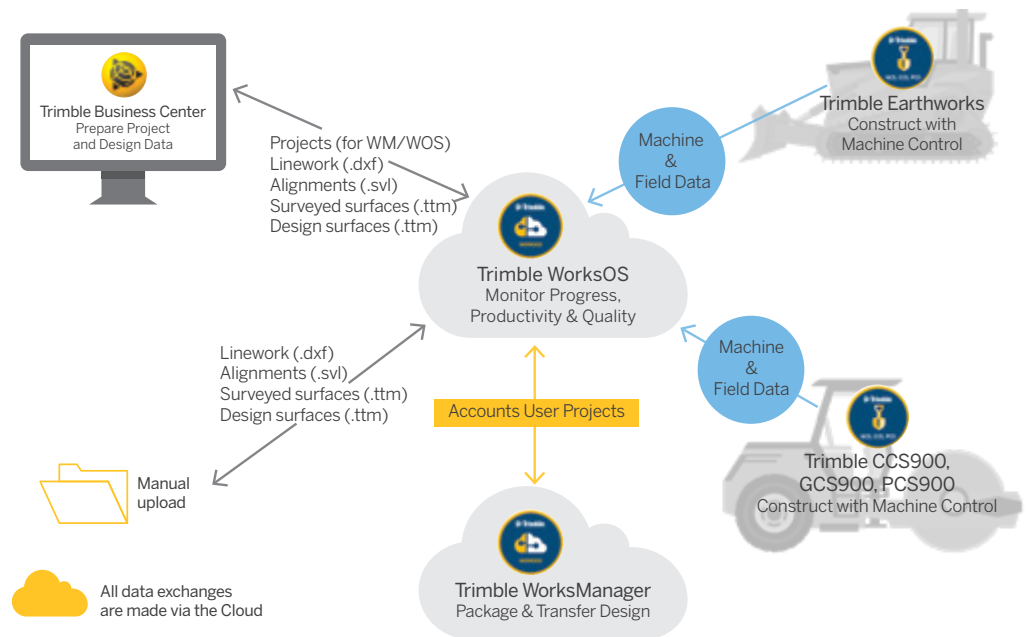 Trimble Business Center
Prepare Project
and Design Data
Projects (for WM/WOS)
Linework (.dxf)
Alignments (.svl)
Surveyed surfaces (.ttm)
Design surfaces (.ttm)
Machine
&
Field Data
Trimble
Trimble Earthworks
Construct with
Machine Control
Trimble
Trimble WorksOS
Monitor Progress,
Productivity & Quality
Linework (.dxf)
Alignments (.svl)
Surveyed surfaces (.ttm)
Design surfaces (.ttm)
Accounts User Projects
Machine
&
Field Data
Trimble
Trimble CCS900,
GCS900, PCS900
Construct with Machine Control
Manual
upload
Trimble
Trimble WorksManager
Package & Transfer Design
All data exchanges
are made via the Cloud